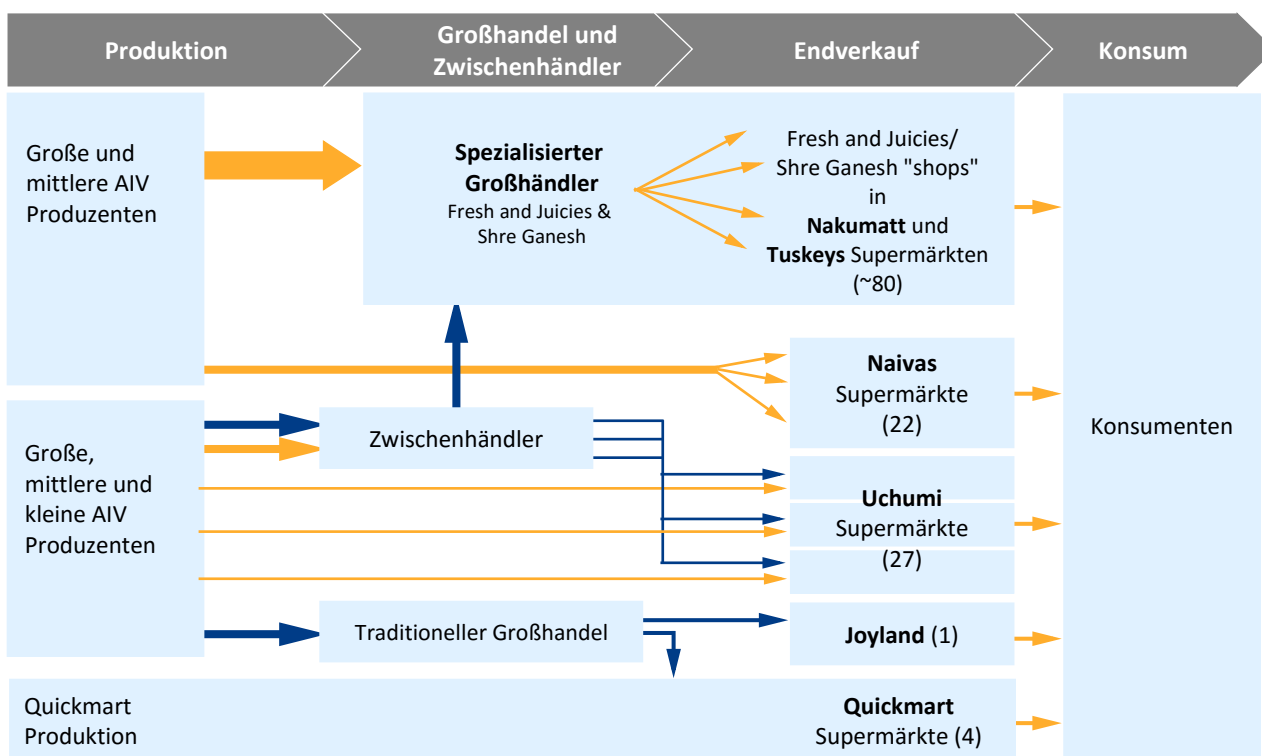 Produktion
Großhandel und
Zwischenhändler
Endverkauf
Konsum
Große und
mittlere AIV
Produzenten
Spezialisierter
Großhändler
Fresh and Juicies &
Shre Ganesh
Fresh and Juicies/
Shre Ganesh "shops"
in
Nakumatt und
Tuskeys Supermärkten
(~80)
Naivas
Supermärkte
(22)
Konsumenten
Große,
mittlere und
kleine AIV
Produzenten
Zwischenhändler
Uchumi
Supermärkte
(27)
Traditioneller Großhandel
Joyland (1)
Quickmart
Produktion
Quickmart
Supermärkte (4)